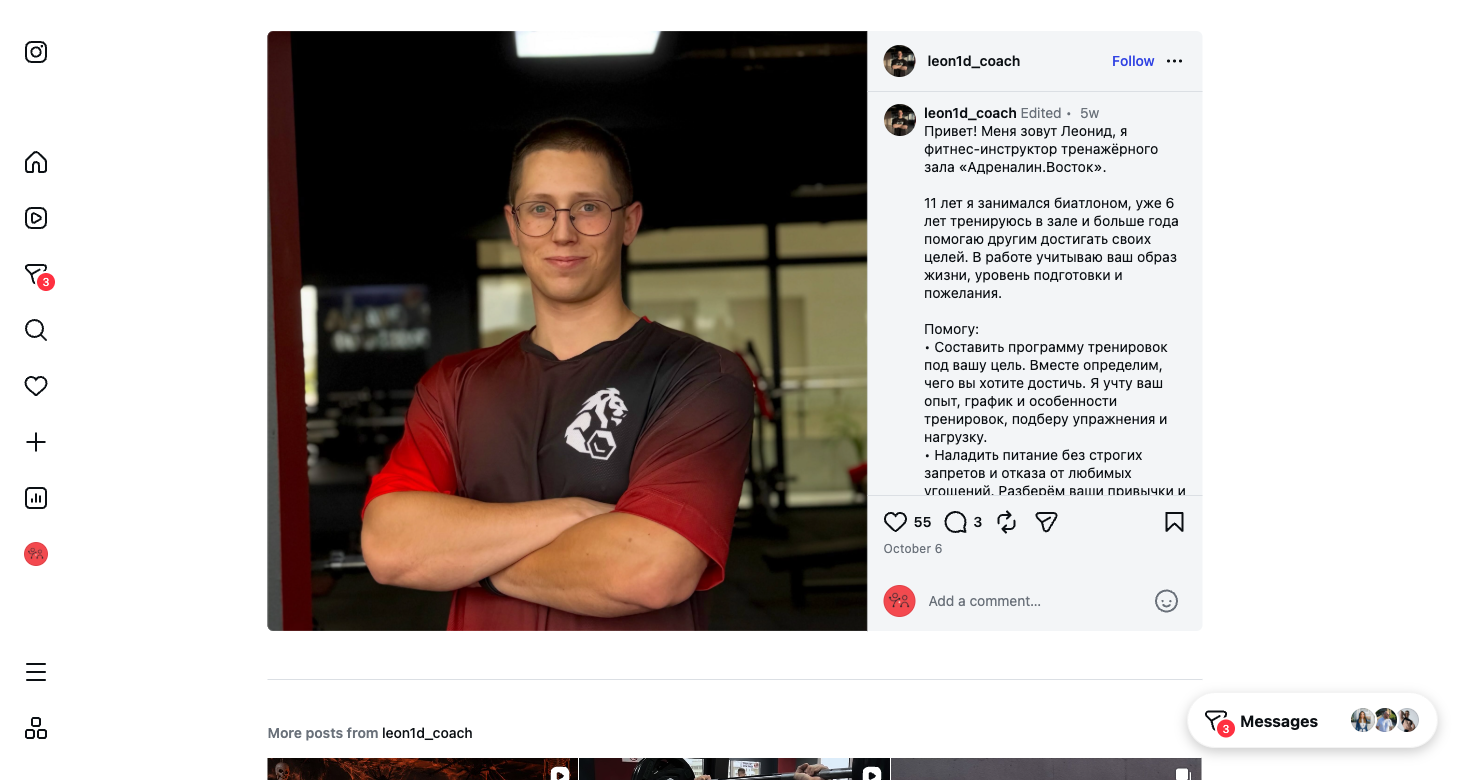 leon1d_coach
Follow
leon1d_coach Edited • 5w
Привет! Меня зовут Леонид, я
фитнес-инструктор тренажёрного
зала «Адреналин.Восток».
11 лет я занимался биатлоном, уже 6
лет тренируюсь в зале и больше года
помогаю другим достигать своих
целей. В работе учитываю ваш образ
жизни, уровень подготовки и
пожелания.
Помогу:
• Составить программу тренировок
под вашу цель. Вместе определим,
чего вы хотите достичь. Я учту ваш
опыт, график и особенности
тренировок, подберу упражнения и
нагрузку.
• Наладить питание без строгих
запретов и отказа от любимых
угощений. Разберём ваши привычки и
55
3
October 6
Add a comment...
3
More posts from leon1d_coach
3
Messages